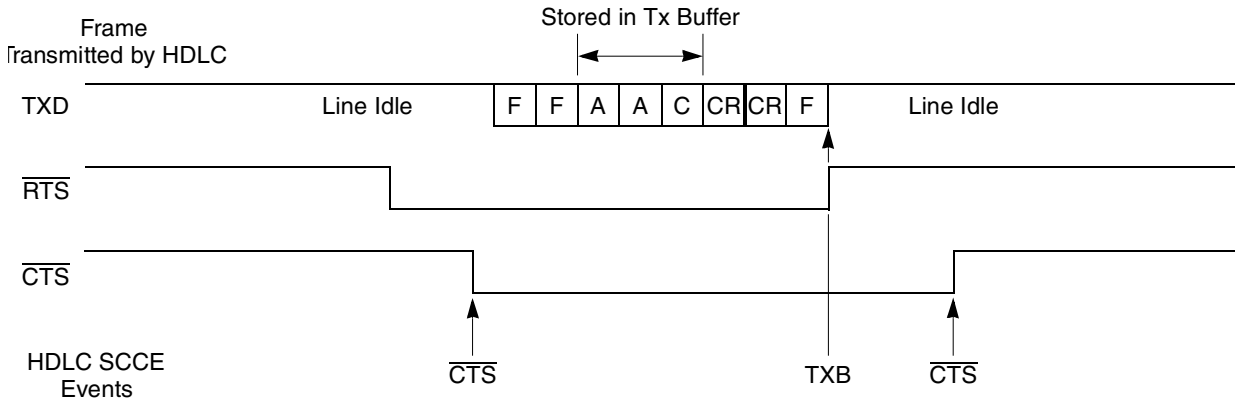 Frame
Transmitted by HDLC
Stored in Tx Buffer
TXD
Line Idle
F F A A C CR CR F
Line Idle
RTS
CTS
HDLC SCCE
Events
CTS
TXB
CTS